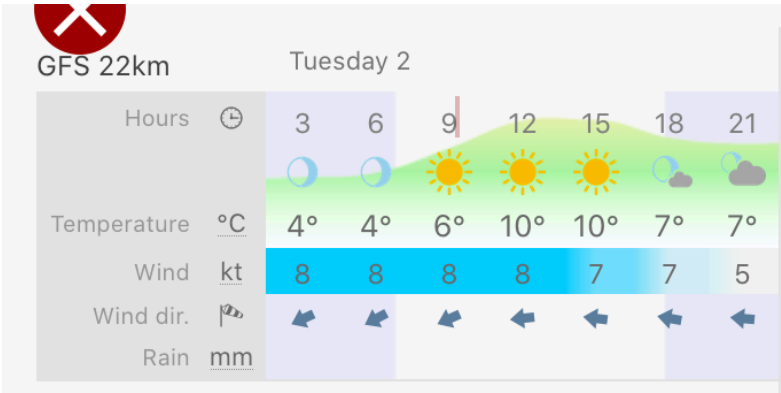 GFS 22km Tuesday 2
Hours 3 6 9 12 15 18 21
Temperature °C 4° 4° 6° 10° 10° 7° 7°
Wind kt 8 8 8 8 7 7 5
Wind dir.
Rain mm